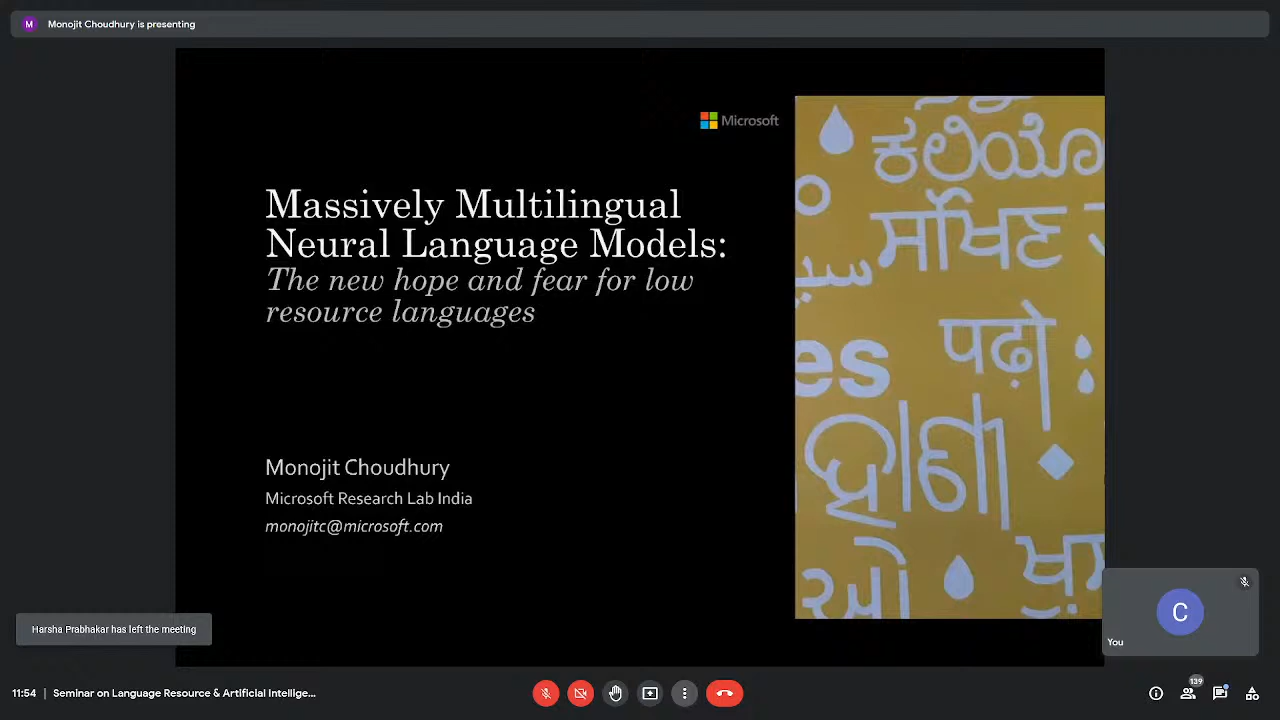 M
Monojit Choudhury is presenting
Microsoft
Massively Multilingual
Neural Language Models:
The new hope and fear for low
resource languages
Monojit Choudhury
Microsoft Research Lab India
monojitc@microsoft.com
ಕಲಿಯೊ
es
पढ़ो
Harsha Prabhakar has left the meeting
C
You
11:54 | Seminar on Language Resource & Artificial Intellige...
139